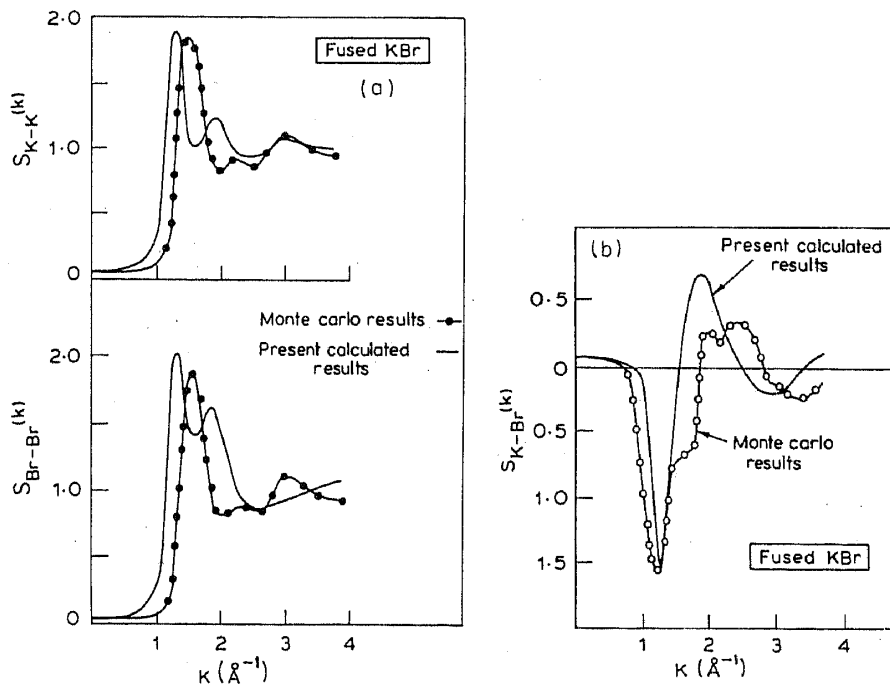 2.0
1.0
0
S_K-K(k)
Fused KBr
(a)
Monte carlo results
Present calculated
results
2.0
1.0
0
S_Br-Br(k)
1 2 3 4
K (Å⁻¹)
(b)
Present calculated
results
0.5
0
0.5
1.0
1.5
S_K-Br(k)
Monte carlo
results
Fused KBr
1 2 3 4
K (Å⁻¹)